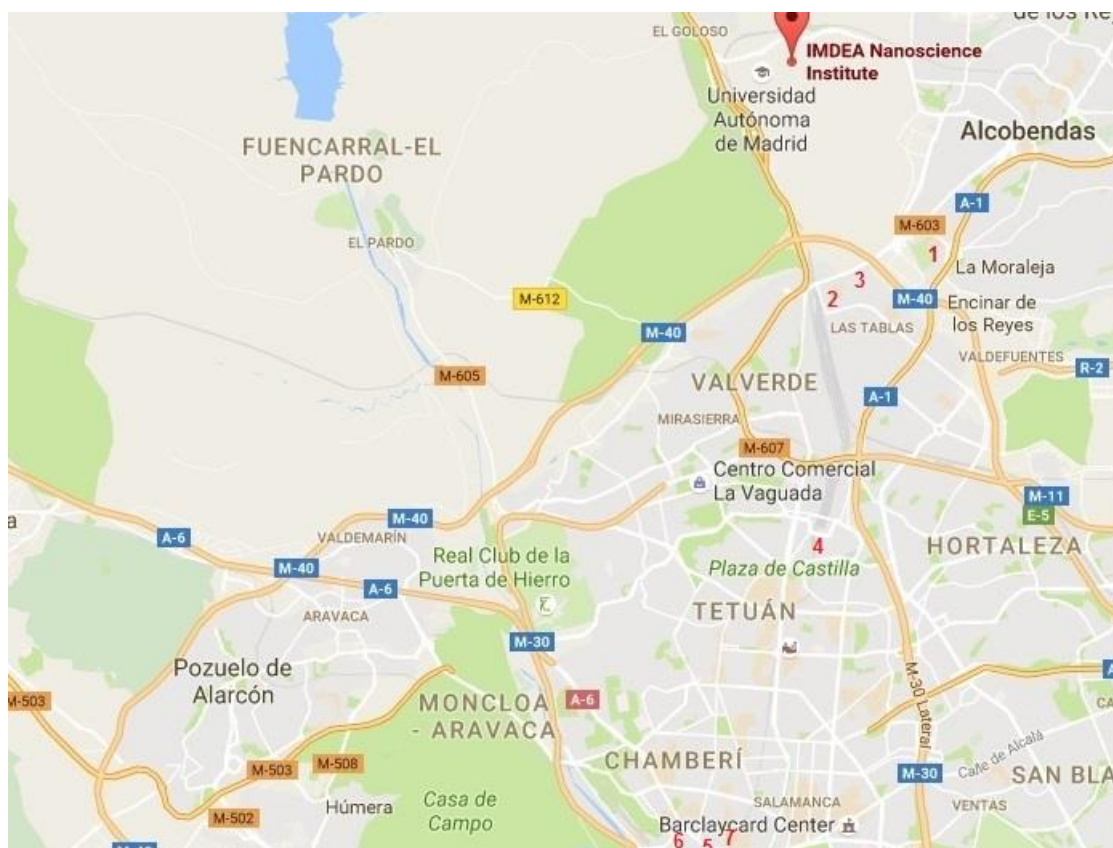 de los Re
EL GOLOSO
IMDEA Nanoscience
Institute
Universidad
Autónoma
de Madrid
Alcobendas
FUENCARRAL-EL
PARDO
A-1
M-603
EL PARDO
1
La Moraleja
3
M-612
2
M-40
Encinar de
los Reyes
LAS TABLAS
M-40
VALDEFUENTES
R-2
M-605
VALVERDE
A-1
MIRASIERRA
M-607
Centro Comercial
La Vaguada
M-11
E-5
a
M-40
A-6
VALDEMARÍN
4
HORTALEZA
Real Club de la
Puerta de Hierro
Plaza de Castilla
M-40
A-6
ARAVACA
TETUÁN
M-30
Pozuelo de
Alarcón
M-503
MONCLOA
- ARAVACA
A-6
M-30 Lateral
CHAMBERÍ
Calle de Alcalá
M-503
M-508
M-30
SAN BLA
Húmera
Casa de
Campo
SALAMANCA
VENTAS
M-502
Barclaycard Center
6
5
7